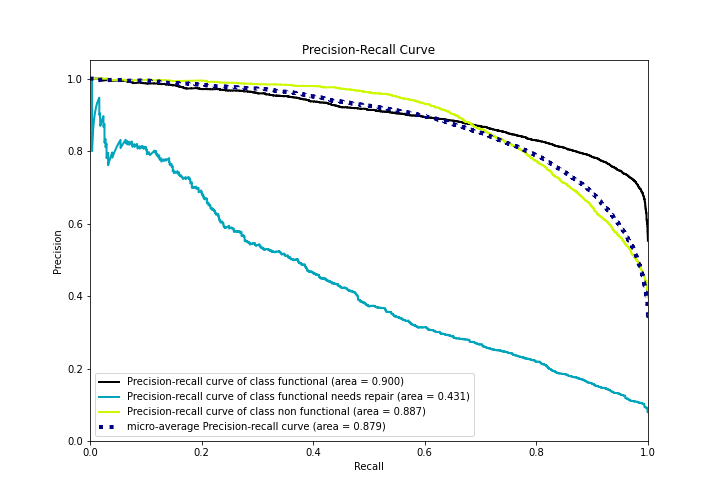 Precision-Recall Curve
1.0
0.8
0.6
0.4
0.2
0.0
Precision
Precision-recall curve of class functional (area = 0.900)
Precision-recall curve of class functional needs repair (area = 0.431)
Precision-recall curve of class non functional (area = 0.887)
micro-average Precision-recall curve (area = 0.879)
0.0 0.2 0.4 0.6 0.8 1.0
Recall